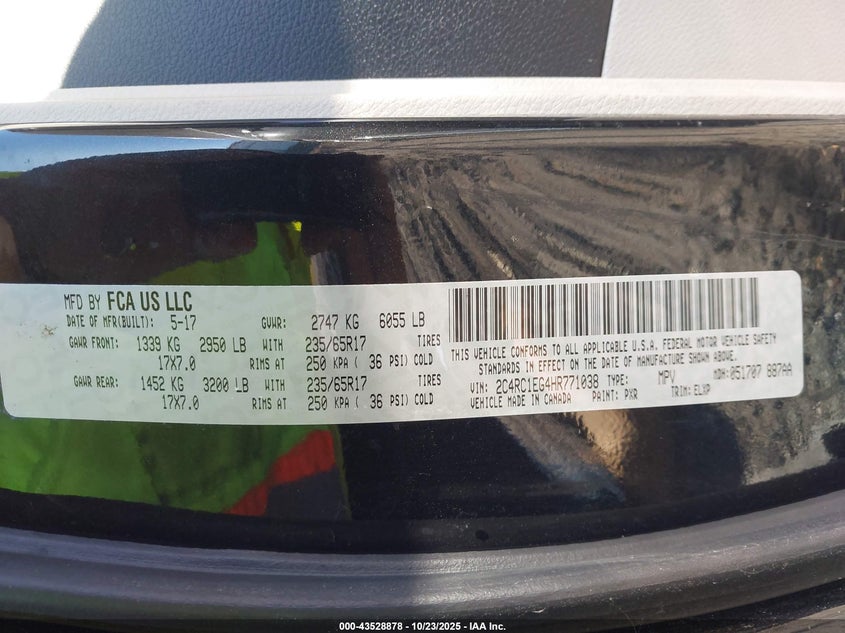 MFD BY FCA US LLC
DATE OF MFR(BUILT): 5-17 GVWR: 2747 KG 6055 LB
GAWR FRONT: 1339 KG 2950 LB WITH 235/65R17 TIRES
17X7.0 RIMS AT 250 KPA ( 36 PSI) COLD
GAWR REAR: 1452 KG 3200 LB WITH 235/65R17 TIRES
17X7.0 RIMS AT 250 KPA ( 36 PSI) COLD
THIS VEHICLE CONFORMS TO ALL APPLICABLE U.S.A. FEDERAL MOTOR VEHICLE SAFETY
STANDARDS IN EFFECT ON THE DATE OF MANUFACTURE SHOWN ABOVE.
VIN: 2C4RC1EG4HR771038 TYPE: MPV MDH: 051707 887AA
VEHICLE MADE IN CANADA PAINT: PXR TRIM: ELXP
000-43528878 - 10/23/2025 - IAA Inc.